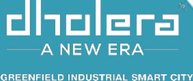 dholera
A NEW ERA
GREENFIELD INDUSTRIAL SMART CITY